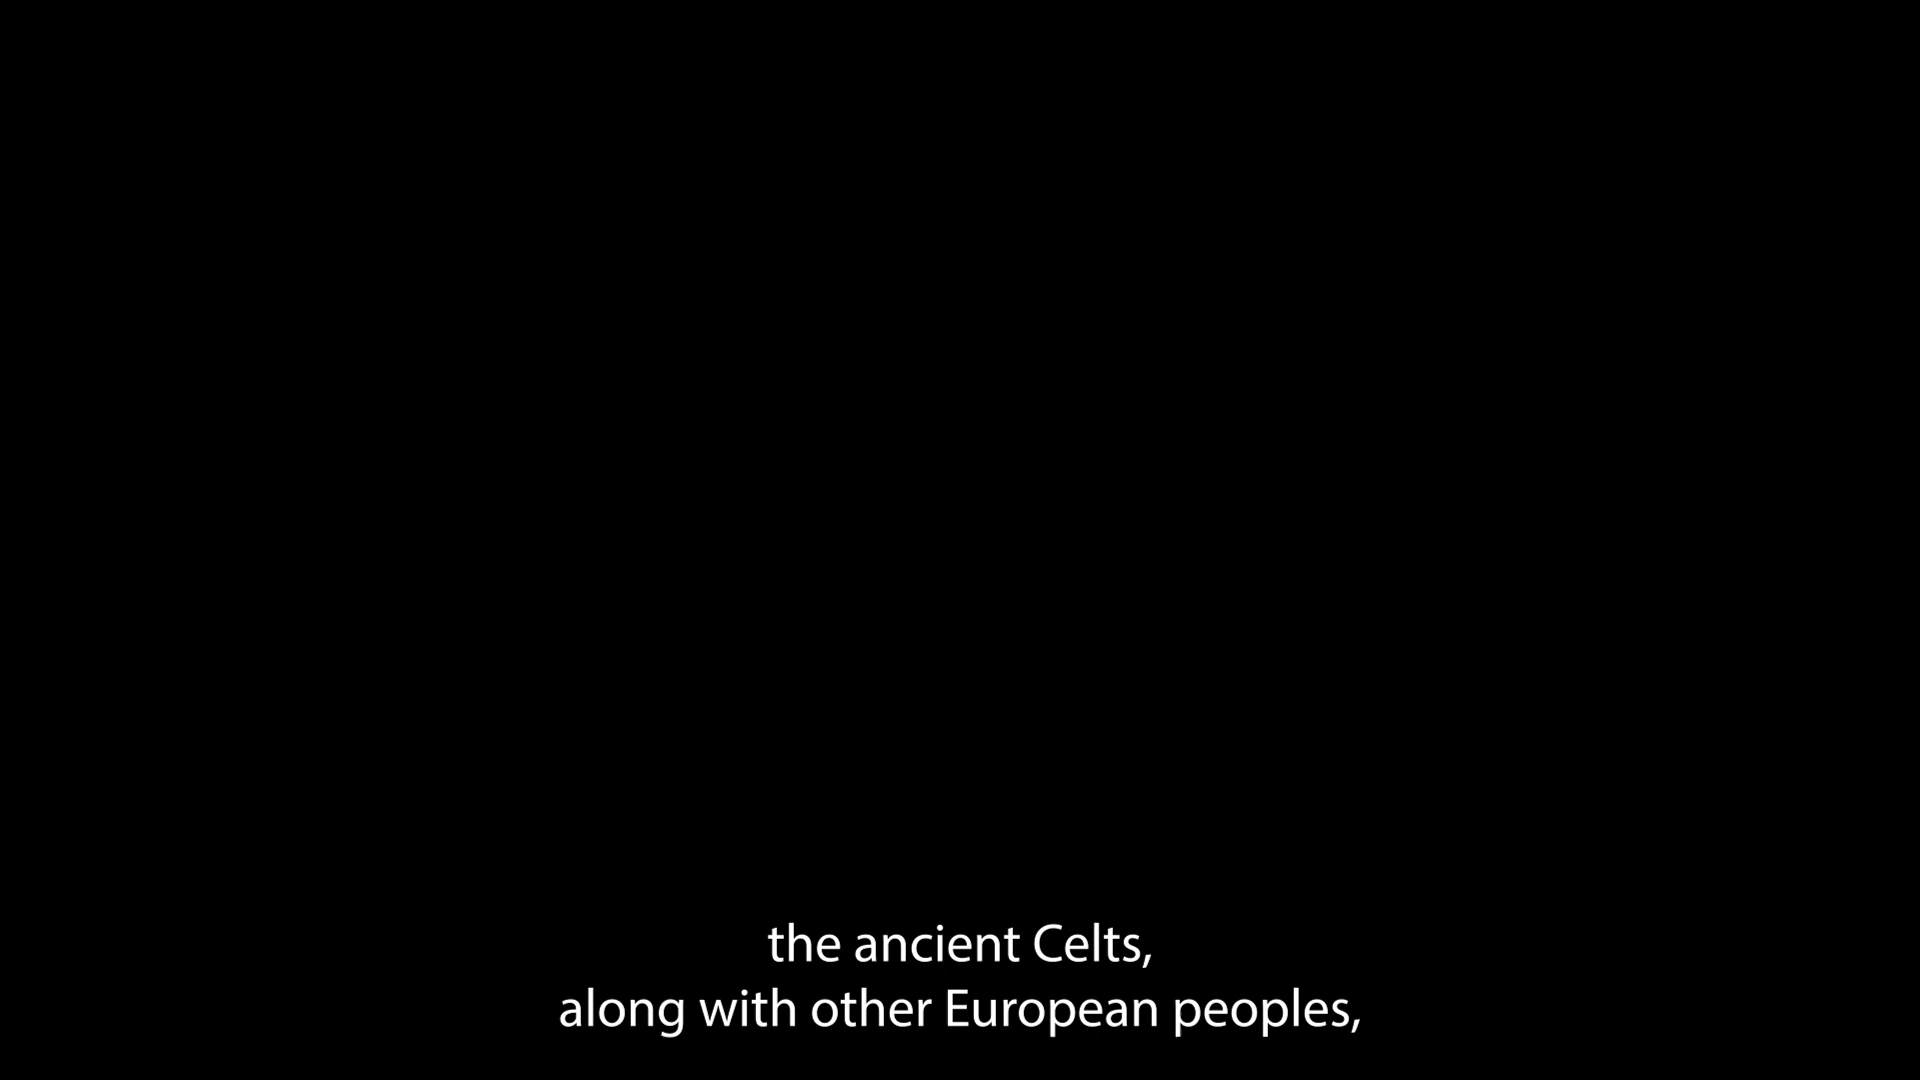 the ancient Celts,
along with other European peoples,